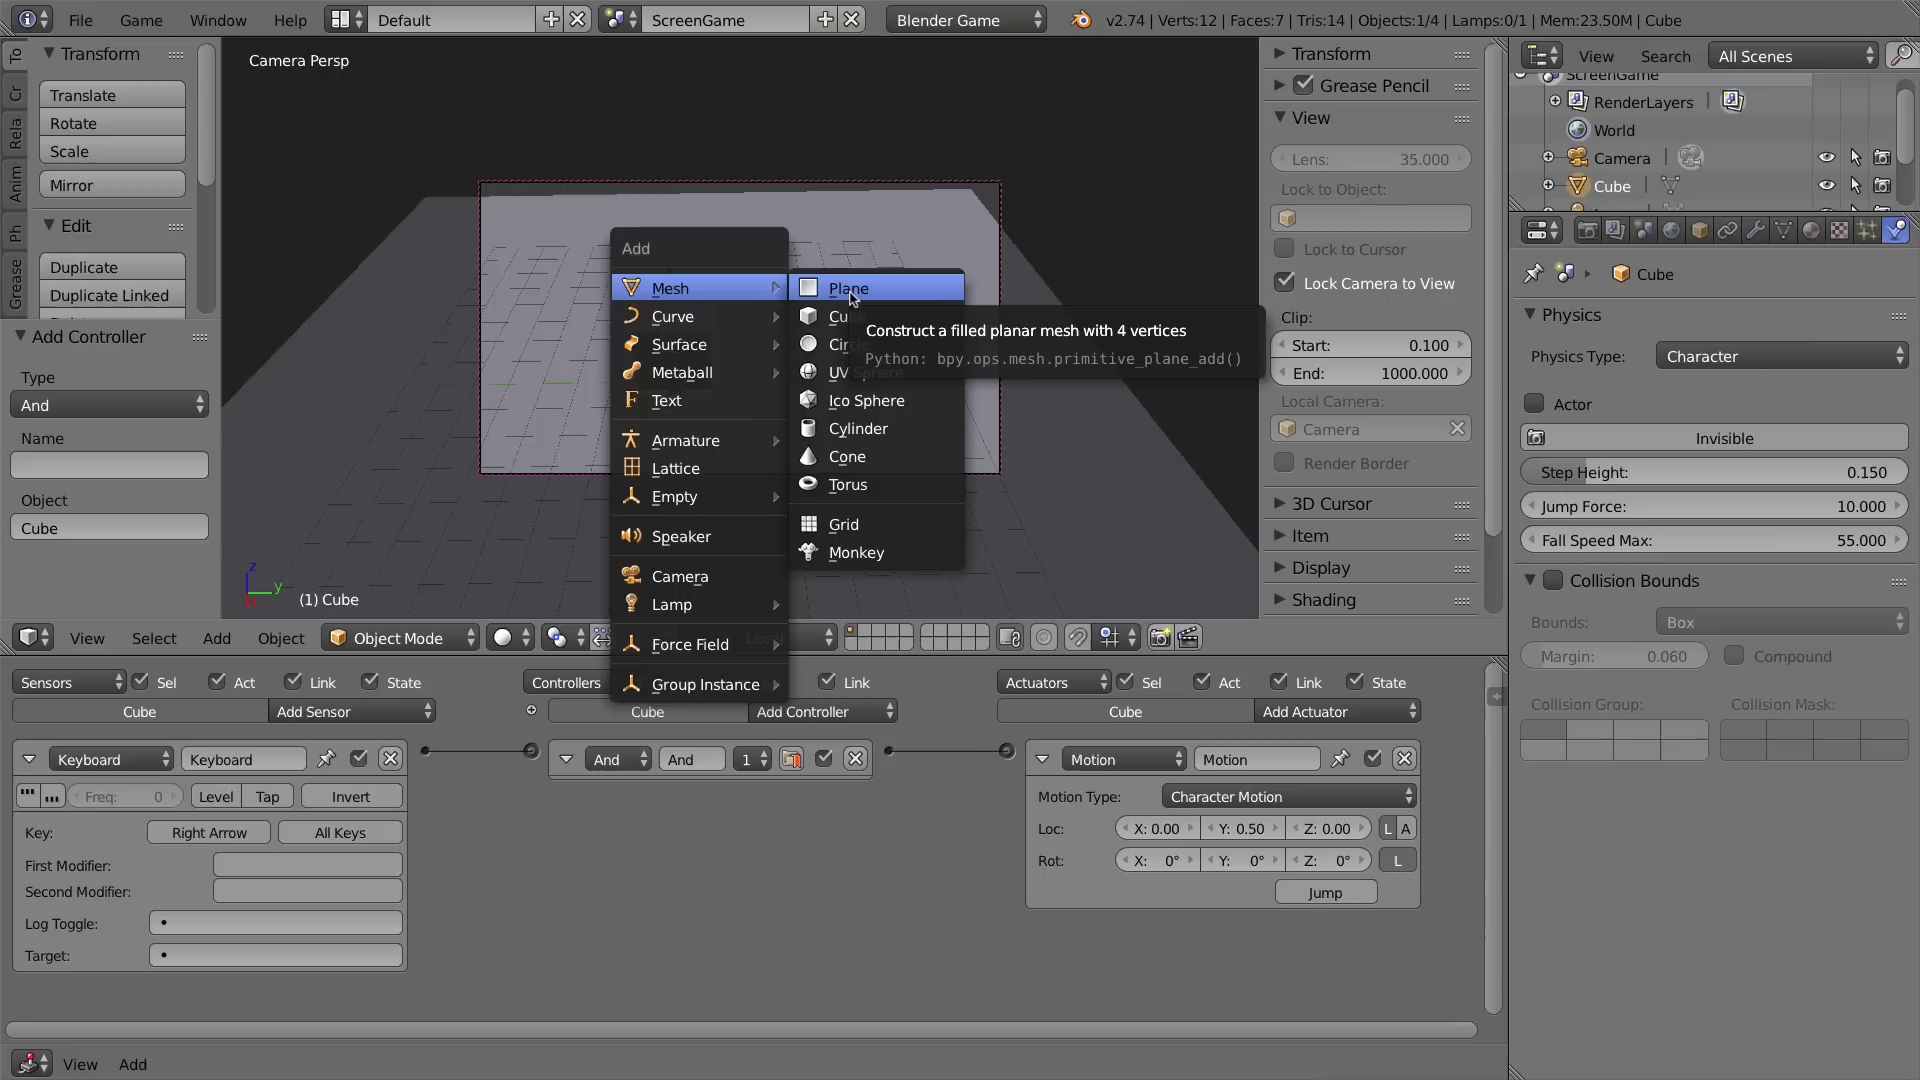 File Game Window Help Default ScreenGame Blender Game v2.74 | Verts:12 | Faces:7 | Tris:14 | Objects:1/4 | Lamps:0/1 | Mem:23.50M | Cube
To
Cr
Rela
Anim
Ph
Grease
Transform
Translate
Rotate
Scale
Mirror
Edit
Duplicate
Duplicate Linked
Add Controller
Type
And
Name
Object
Cube
Camera Persp
z
y
(1) Cube
Add
Mesh
Curve
Surface
Metaball
Text
Armature
Lattice
Empty
Speaker
Camera
Lamp
Force Field
Group Instance
Plane
Cube
Circle
UV Sphere
Ico Sphere
Cylinder
Cone
Torus
Grid
Monkey
Construct a filled planar mesh with 4 vertices
Python: bpy.ops.mesh.primitive_plane_add()
Transform
Grease Pencil
View
Lens: 35.000
Lock to Object:
Lock to Cursor
Lock Camera to View
Clip:
Start: 0.100
End: 1000.000
Local Camera:
Camera
Render Border
3D Cursor
Item
Display
Shading
View Search All Scenes
ScreenGame
RenderLayers
World
Camera
Cube
Cube
Physics
Physics Type: Character
Actor
Invisible
Step Height: 0.150
Jump Force: 10.000
Fall Speed Max: 55.000
Collision Bounds
Bounds: Box
Margin: 0.060 Compound
Collision Group: Collision Mask:
View Select Add Object Object Mode Local
Sensors Sel Act Link State
Cube Add Sensor
Keyboard Keyboard
Freq: 0 Level Tap Invert
Key: Right Arrow All Keys
First Modifier:
Second Modifier:
Log Toggle:
Target:
Controllers Link
Cube Add Controller
And And 1
Actuators Sel Act Link State
Cube Add Actuator
Motion Motion
Motion Type: Character Motion
Loc: X: 0.00 Y: 0.50 Z: 0.00 L A
Rot: X: 0° Y: 0° Z: 0° L
Jump
View Add